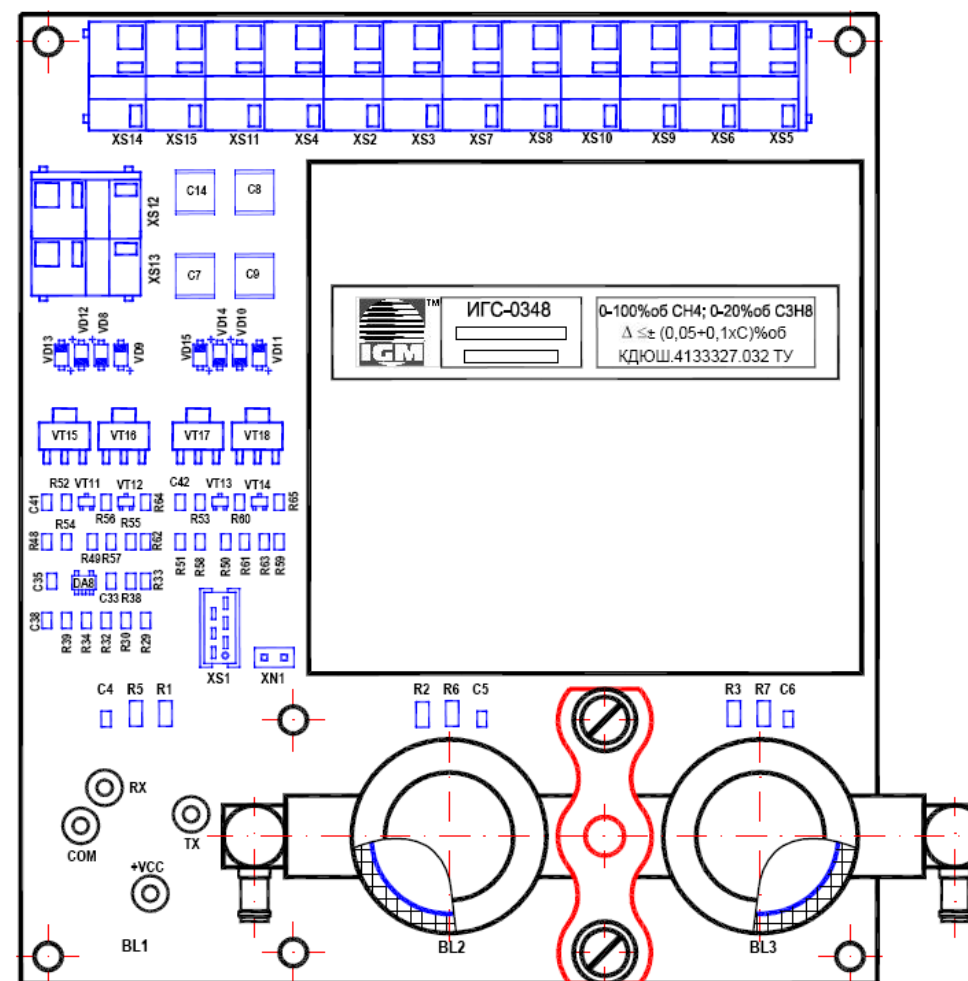 XS14 XS15 XS11 XS4 XS2 XS3 XS7 XS8 XS10 XS9 XS6 XS5
XS12
XS13
C14 C8
C7 C9
VD13 VD12 VD8 VD9 VD15 VD14 VD10 VD11
™
IGM
ИГС-0348
0-100%об CH4; 0-20%об C3H8
Δ ≤± (0,05+0,1xC)%об
КДЮШ.4133327.032 ТУ
VT15 VT16 VT17 VT18
R52 VT11 VT12 C42 VT13 VT14
C41 R56 R64 R53 R60 R65
R54 R55
R48 R49 R57 R62 R51 R58 R50 R61 R63 R59
C35 DA8 C33 R38 R33
C38 R39 R34 R32 R30 R29
XS1 XN1
C4 R5 R1 R2 R6 C5 R3 R7 C6
RX
COM TX
+VCC
BL1 BL2 BL3